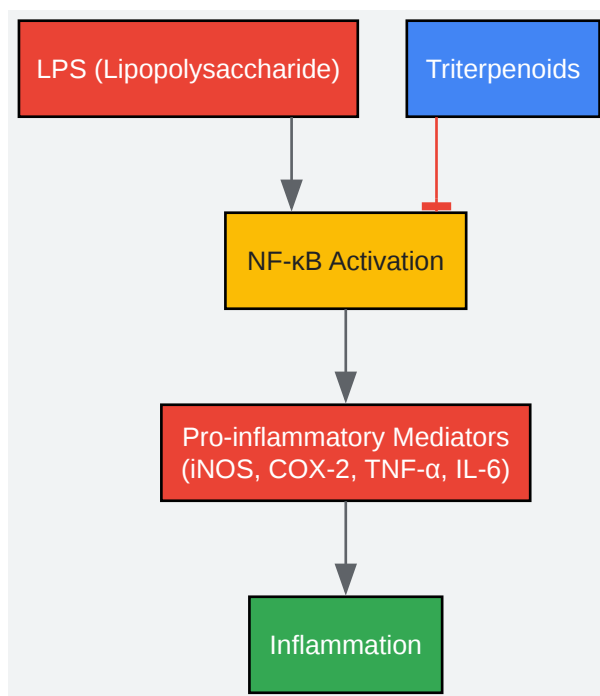 LPS (Lipopolysaccharide)
Triterpenoids
NF-κB Activation
Pro-inflammatory Mediators
(iNOS, COX-2, TNF-α, IL-6)
Inflammation